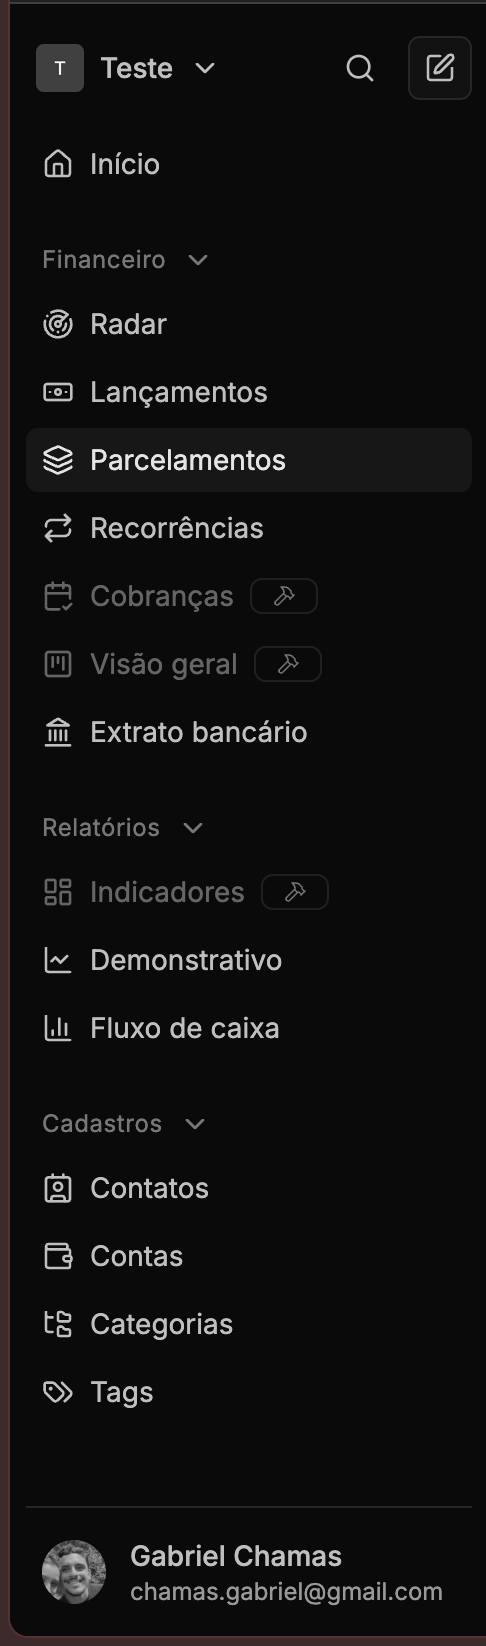 T Teste
Início
Financeiro
Radar
Lançamentos
Parcelamentos
Recorrências
Cobranças
Visão geral
Extrato bancário
Relatórios
Indicadores
Demonstrativo
Fluxo de caixa
Cadastros
Contatos
Contas
Categorias
Tags
Gabriel Chamas
chamas.gabriel@gmail.com